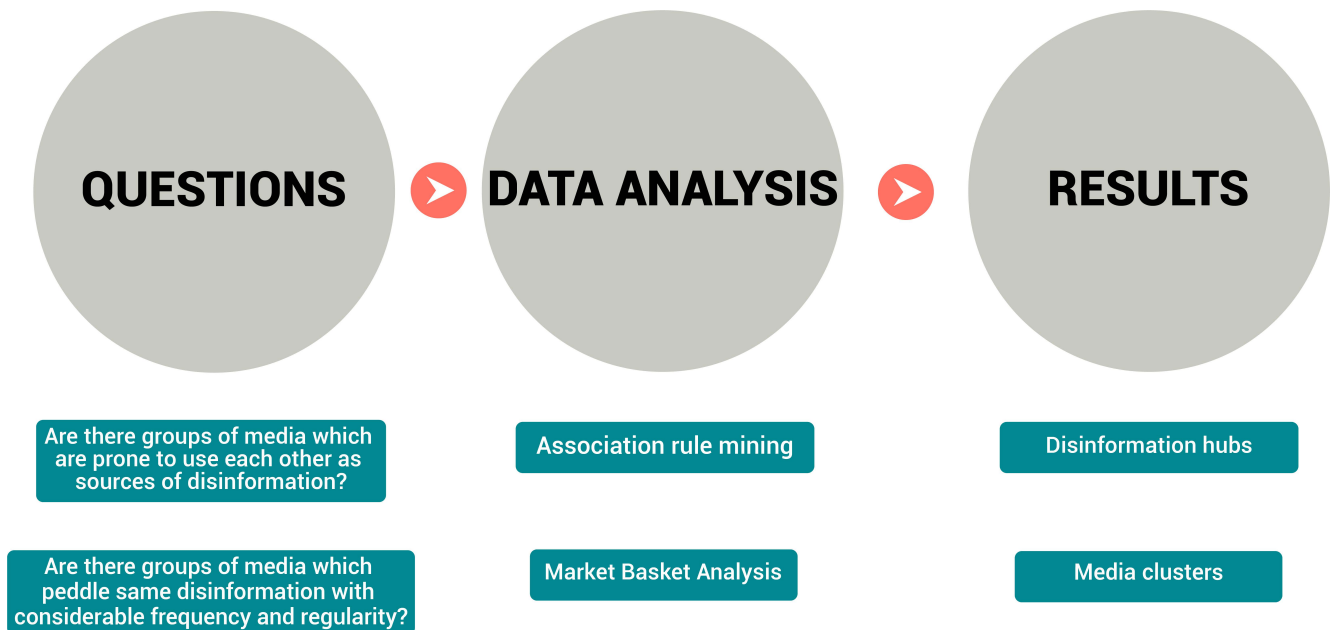 QUESTIONS
DATA ANALYSIS
RESULTS
Are there groups of media which
are prone to use each other as
sources of disinformation?
Association rule mining
Disinformation hubs
Are there groups of media which
peddle same disinformation with
considerable frequency and regularity?
Market Basket Analysis
Media clusters